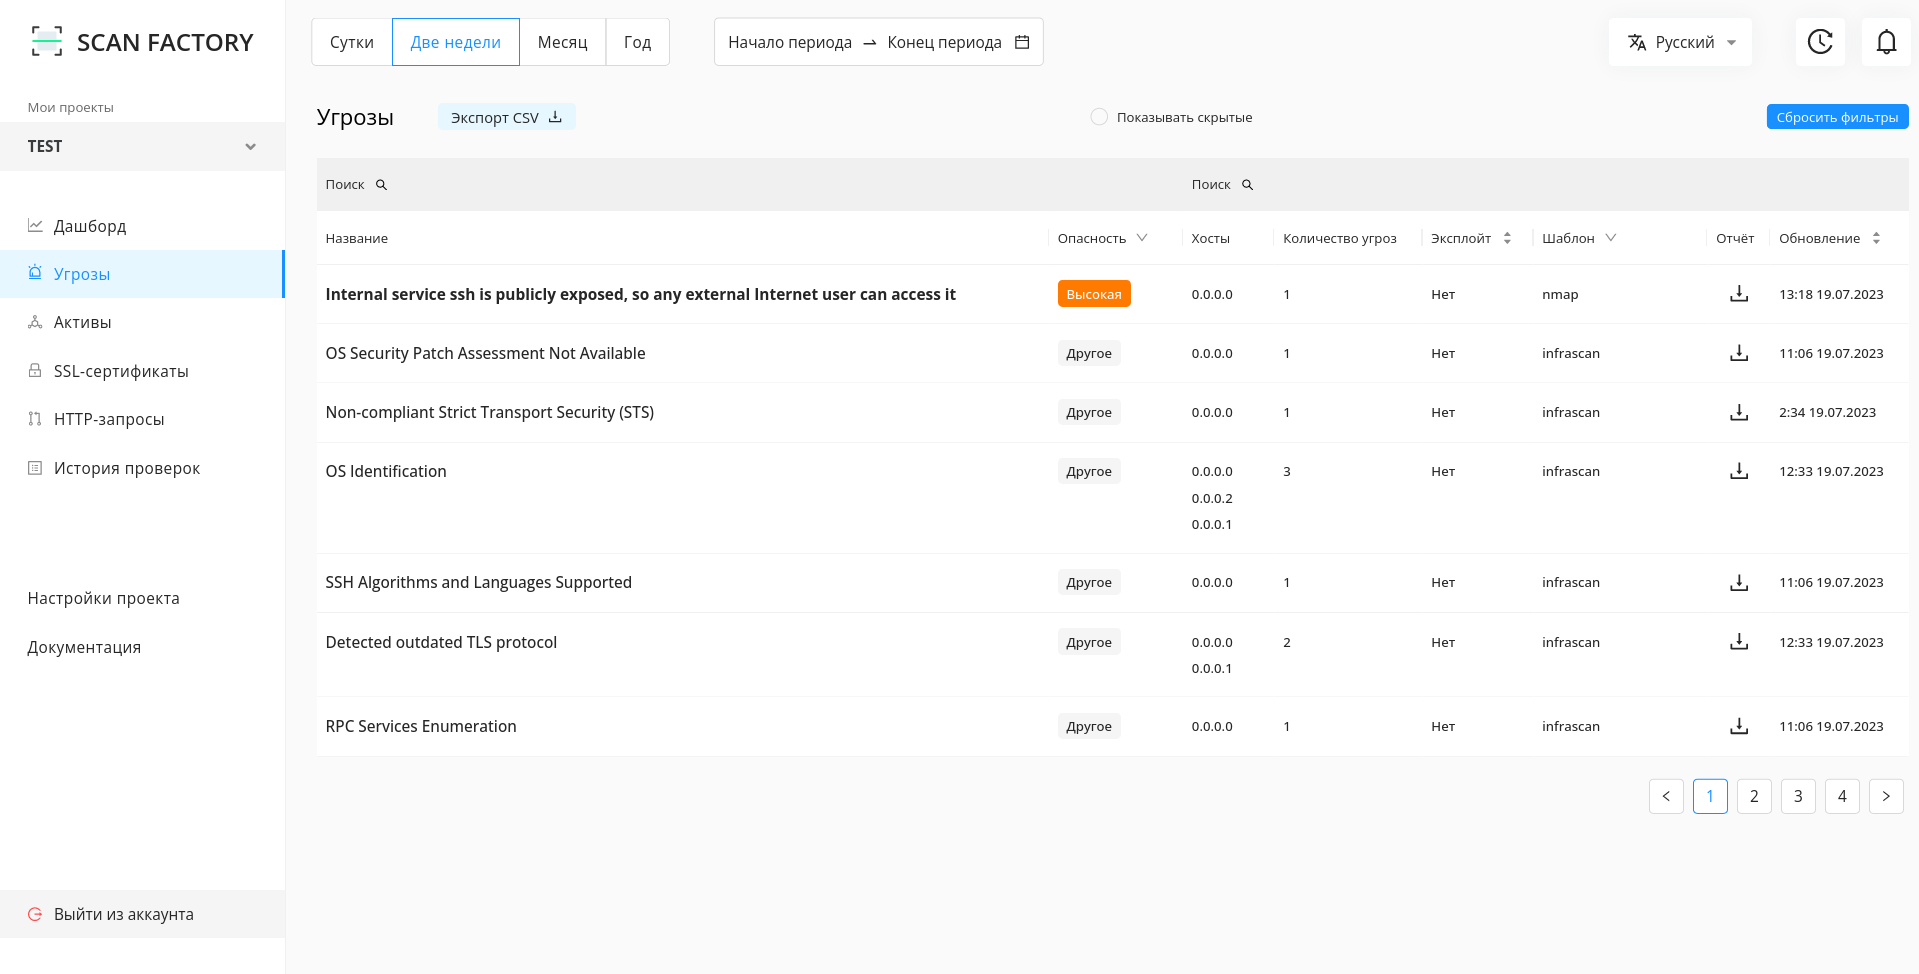 SCAN FACTORY
Сутки Две недели Месяц Год Начало периода → Конец периода Русский
Мои проекты
TEST
Дашборд
Угрозы
Активы
SSL-сертификаты
HTTP-запросы
История проверок
Настройки проекта
Документация
Выйти из аккаунта
Угрозы Экспорт CSV Показывать скрытые Сбросить фильтры
Поиск Поиск
Название Опасность Хосты Количество угроз Эксплойт Шаблон Отчёт Обновление
Internal service ssh is publicly exposed, so any external Internet user can access it Высокая 0.0.0.0 1 Нет nmap 13:18 19.07.2023
OS Security Patch Assessment Not Available Другое 0.0.0.0 1 Нет infrascan 11:06 19.07.2023
Non-compliant Strict Transport Security (STS) Другое 0.0.0.0 1 Нет infrascan 2:34 19.07.2023
OS Identification Другое 0.0.0.0 3 Нет infrascan 12:33 19.07.2023
0.0.0.2
0.0.0.1
SSH Algorithms and Languages Supported Другое 0.0.0.0 1 Нет infrascan 11:06 19.07.2023
Detected outdated TLS protocol Другое 0.0.0.0 2 Нет infrascan 12:33 19.07.2023
0.0.0.1
RPC Services Enumeration Другое 0.0.0.0 1 Нет infrascan 11:06 19.07.2023
< 1 2 3 4 >